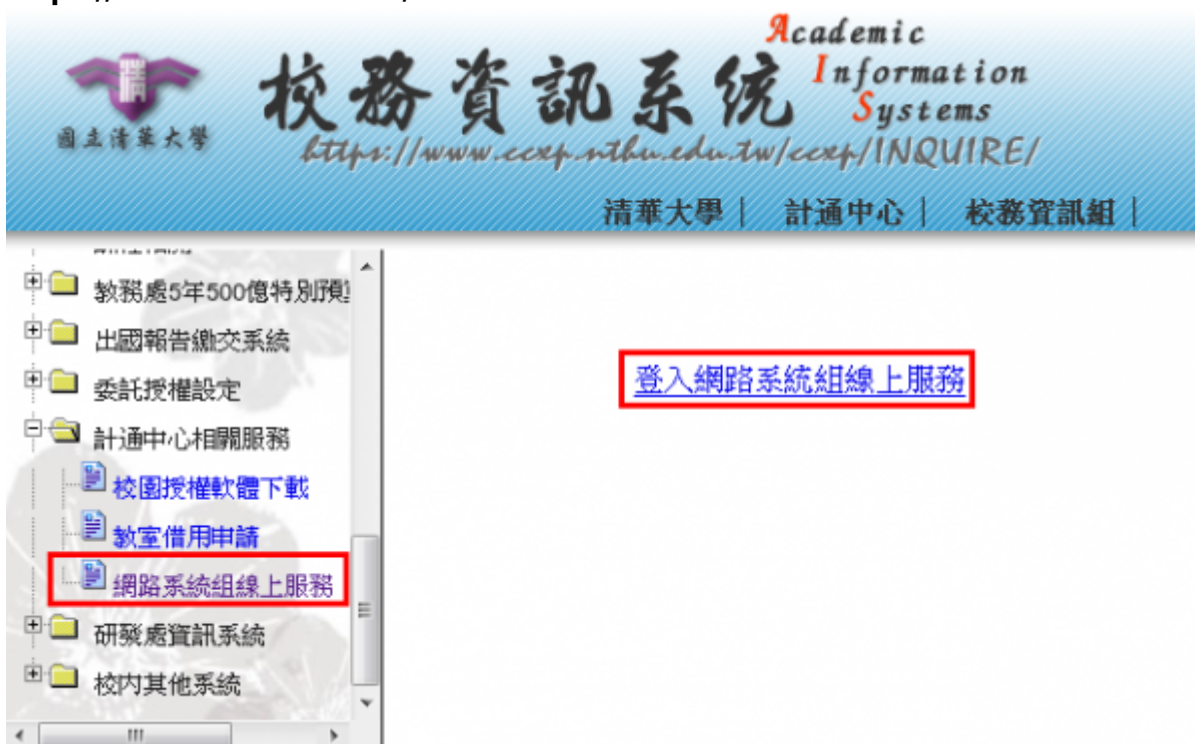 Academic
校務資訊系統 Information
Systems
國立清華大學
https://www.ccxp.nthu.edu.tw/ccxp/INQUIRE/
清華大學｜ 計通中心｜ 校務資訊組｜
教務處5年500億特別預
出國報告繳交系統
委託授權設定
計通中心相關服務
校園授權軟體下載
教室借用申請
網路系統組線上服務
研發處資訊系統
校內其他系統
登入網路系統組線上服務